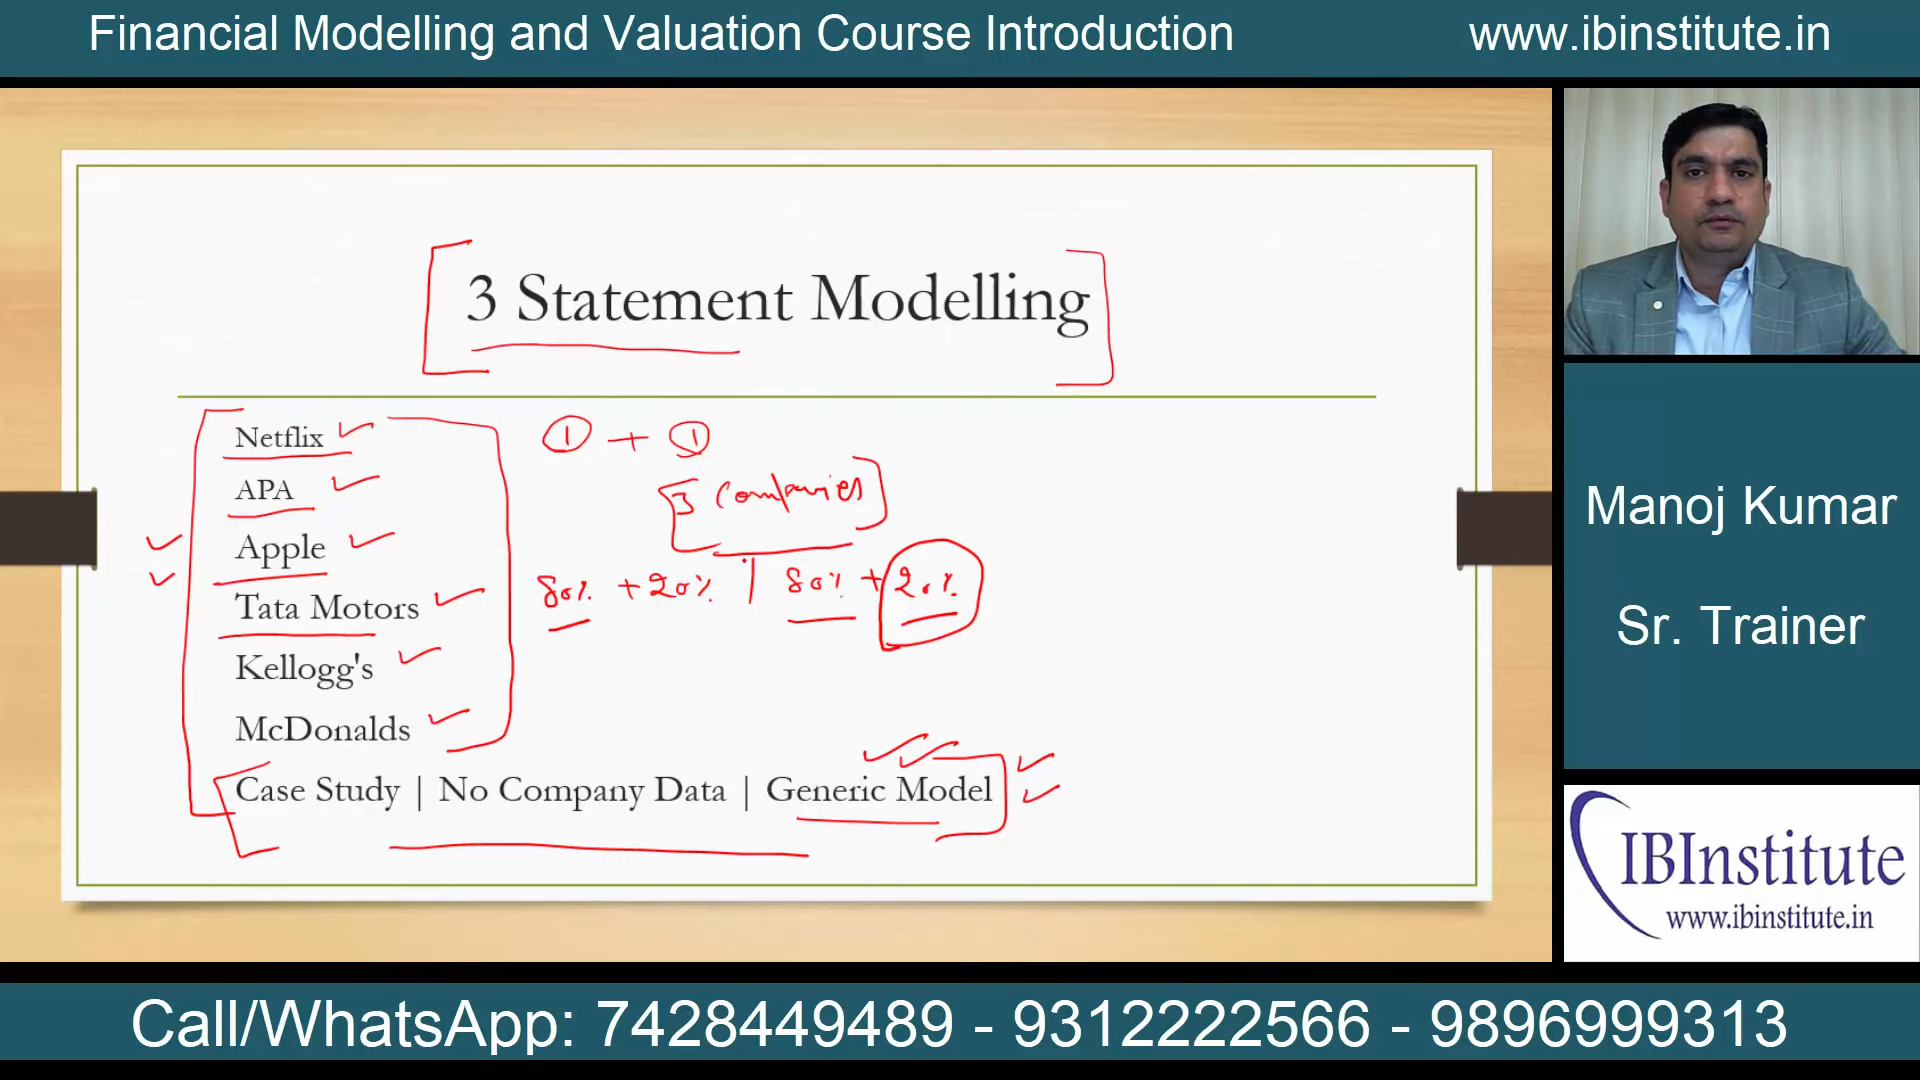 Financial Modelling and Valuation Course Introduction
www.ibinstitute.in
3 Statement Modelling
Netflix
APA
Apple
Tata Motors
Kellogg's
McDonalds
Case Study | No Company Data | Generic Model
1 + 1
3 Companies
80% + 20% | 80% + 20%
Manoj Kumar
Sr. Trainer
IBInstitute
www.ibinstitute.in
Call/WhatsApp: 7428449489 - 9312222566 - 9896999313